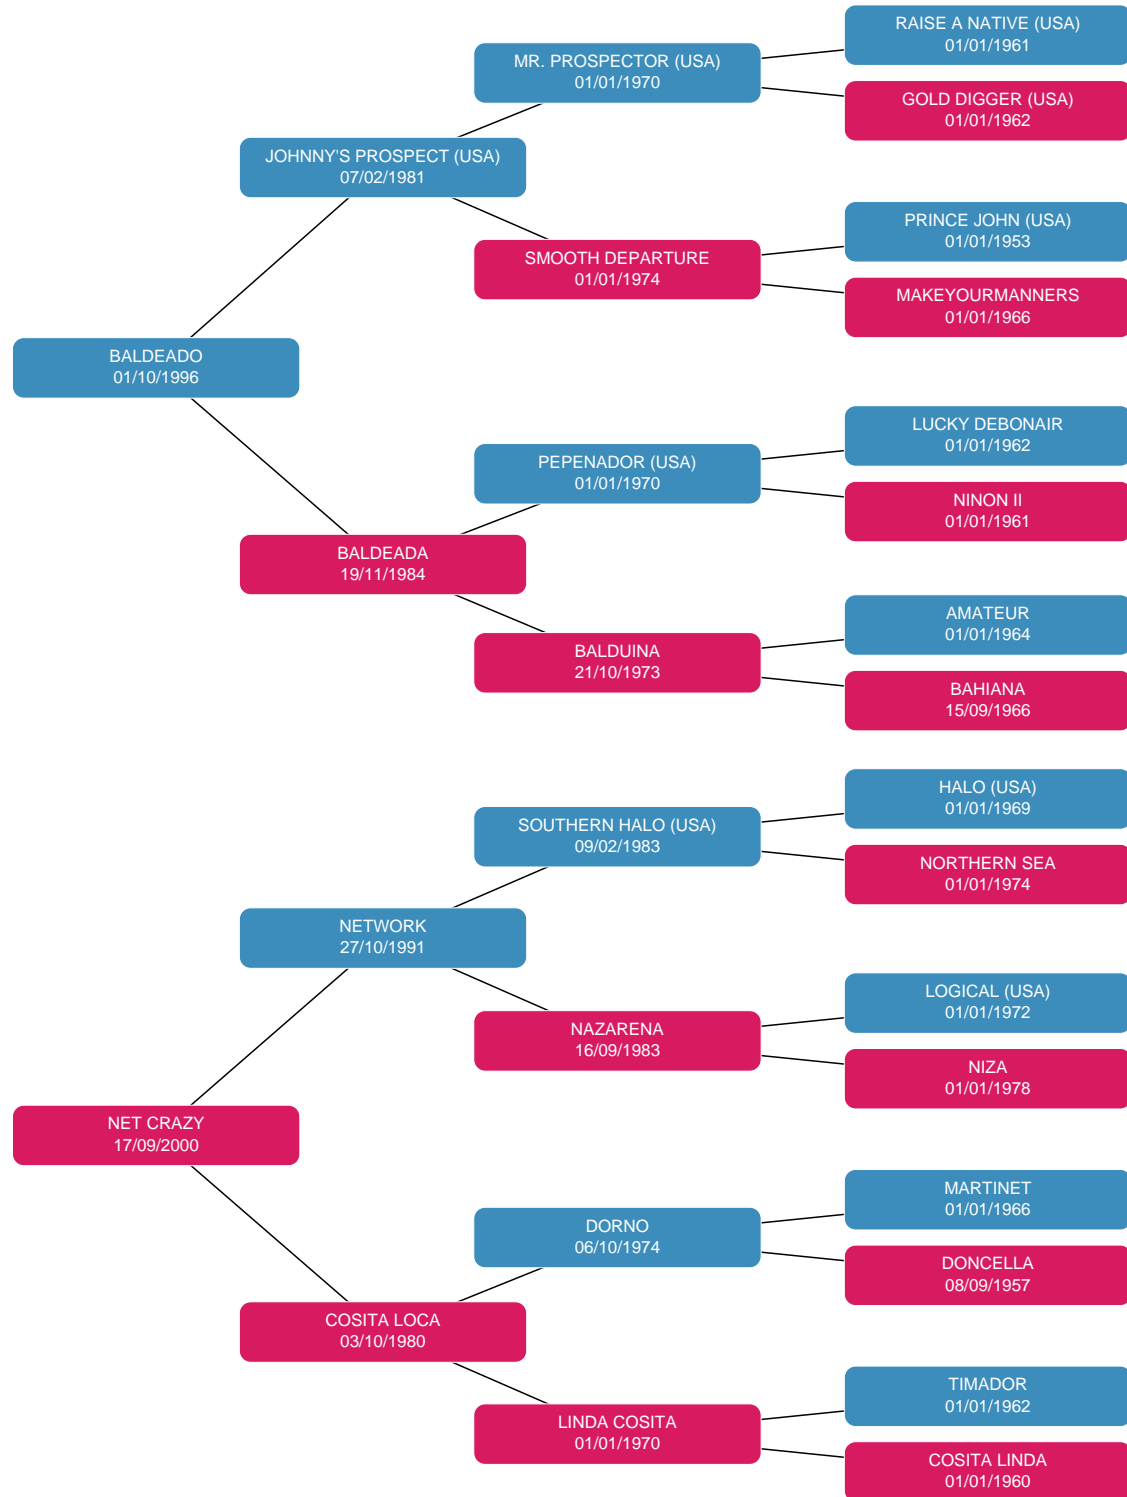 RAISE A NATIVE (USA)
01/01/1961
MR. PROSPECTOR (USA)
01/01/1970
GOLD DIGGER (USA)
01/01/1962
JOHNNY'S PROSPECT (USA)
07/02/1981
PRINCE JOHN (USA)
01/01/1953
SMOOTH DEPARTURE
01/01/1974
MAKEYOURMANNERS
01/01/1966
BALDEADO
01/10/1996
LUCKY DEBONAIR
01/01/1962
PEPENADOR (USA)
01/01/1970
NINON II
01/01/1961
BALDEADA
19/11/1984
AMATEUR
01/01/1964
BALDUINA
21/10/1973
BAHIANA
15/09/1966
HALO (USA)
01/01/1969
SOUTHERN HALO (USA)
09/02/1983
NORTHERN SEA
01/01/1974
NETWORK
27/10/1991
LOGICAL (USA)
01/01/1972
NAZARENA
16/09/1983
NIZA
01/01/1978
NET CRAZY
17/09/2000
MARTINET
01/01/1966
DORNO
06/10/1974
DONCELLA
08/09/1957
COSITA LOCA
03/10/1980
TIMADOR
01/01/1962
LINDA COSITA
01/01/1970
COSITA LINDA
01/01/1960